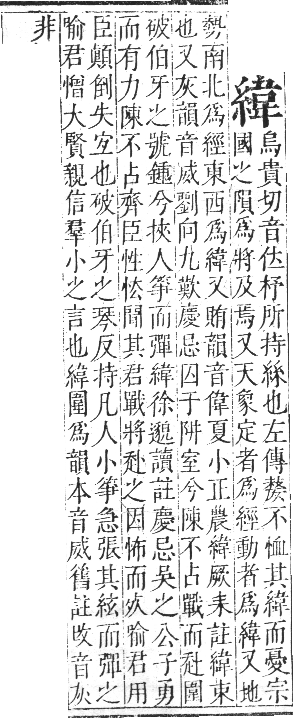 緯
烏貴切音位杼所持絲也左傳嫠不恤其緯而憂宗
國之隕爲將及焉又天象定者爲經動者爲緯又地
勢南北爲經東西爲緯又賄韻音偉夏小正農緯厥耒註緯束
也又灰韻音威劉向九歎慶忌囚于阱室兮陳不占戰而赴圍
破伯牙之號鍾兮挾人箏而彈緯徐邈讀註慶忌吳之公子勇
而有力陳不占齊臣性怯聞其君戰將赴之因怖而死喻君用
臣顛倒失宐也破伯牙之琴反持凡人小箏急張其絃而彈之
喻君憎大賢親信羣小之言也緯圍爲韻本音威舊註改音灰
非